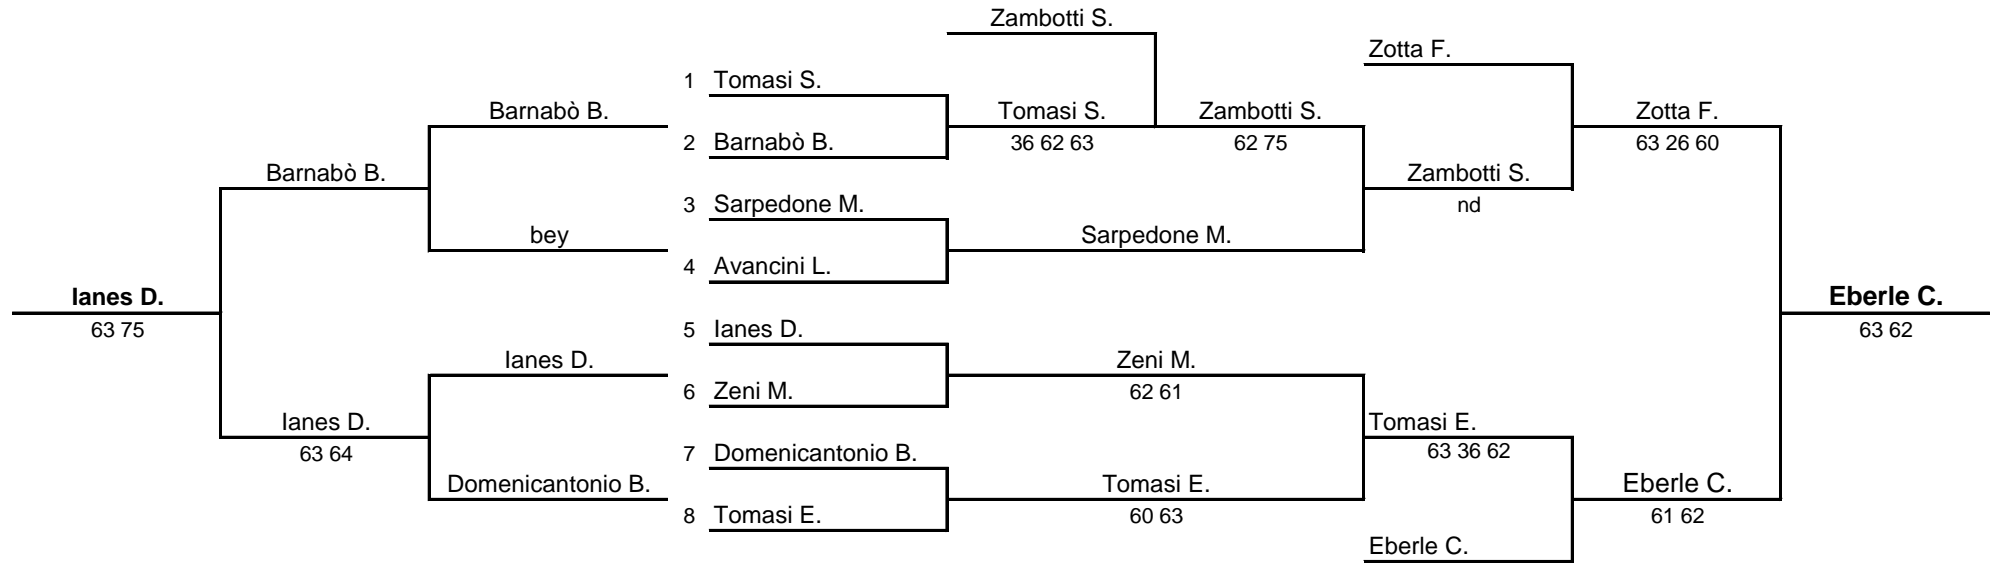 Zambotti S.
Zotta F.
1 Tomasi S.
Barnabò B. Tomasi S. Zambotti S. Zotta F.
2 Barnabò B. 36 62 63 62 75 63 26 60
Barnabò B. Zambotti S.
3 Sarpedone M. nd
bey Sarpedone M.
4 Avancini L.
Ianes D. Eberle C.
63 75 5 Ianes D. 63 62
Ianes D. Zeni M.
6 Zeni M. 62 61
Ianes D. Tomasi E.
63 64 7 Domenicantonio B. 63 36 62
Domenicantonio B. Tomasi E. Eberle C.
8 Tomasi E. 60 63 61 62
Eberle C.